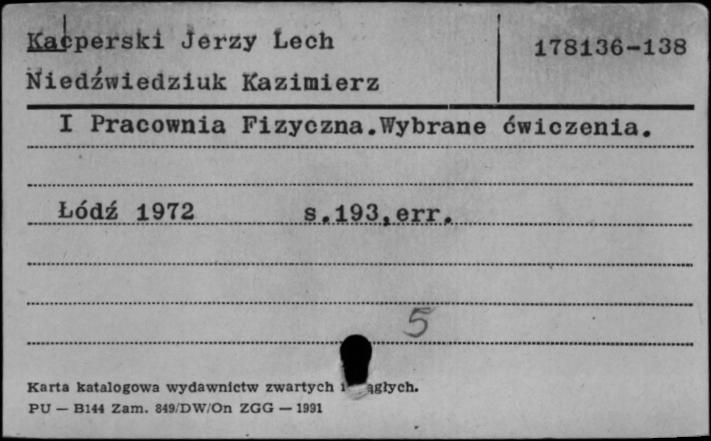 Kacperski Jerzy Lech
178136-138
Niedźwiedziuk Kazimierz
I Pracownia Fizyczna.Wybrane ćwiczenia.
Łódź 1972 s.193,err.
5
Karta katalogowa wydawnictw zwartych
PU — B144 Zam. 849/DW/On ZGG — 1991